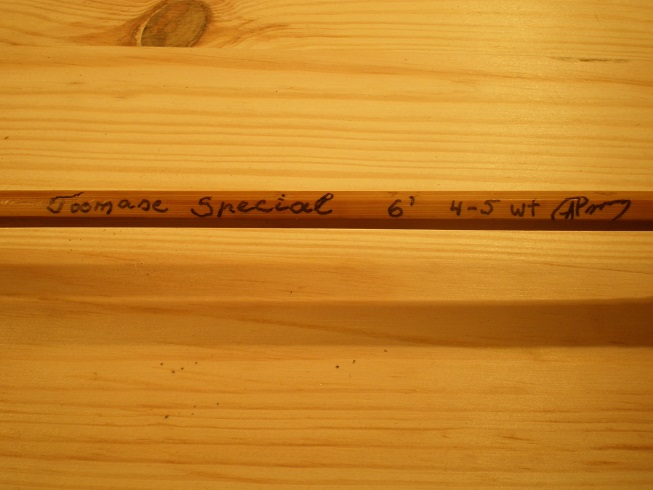 Toomase Special 6' 4-5 wt